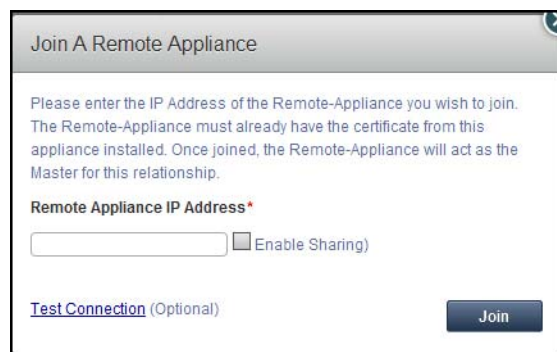 Join A Remote Appliance
Please enter the IP Address of the Remote-Appliance you wish to join.
The Remote-Appliance must already have the certificate from this
appliance installed. Once joined, the Remote-Appliance will act as the
Master for this relationship.
Remote Appliance IP Address*
Enable Sharing)
Test Connection (Optional)
Join